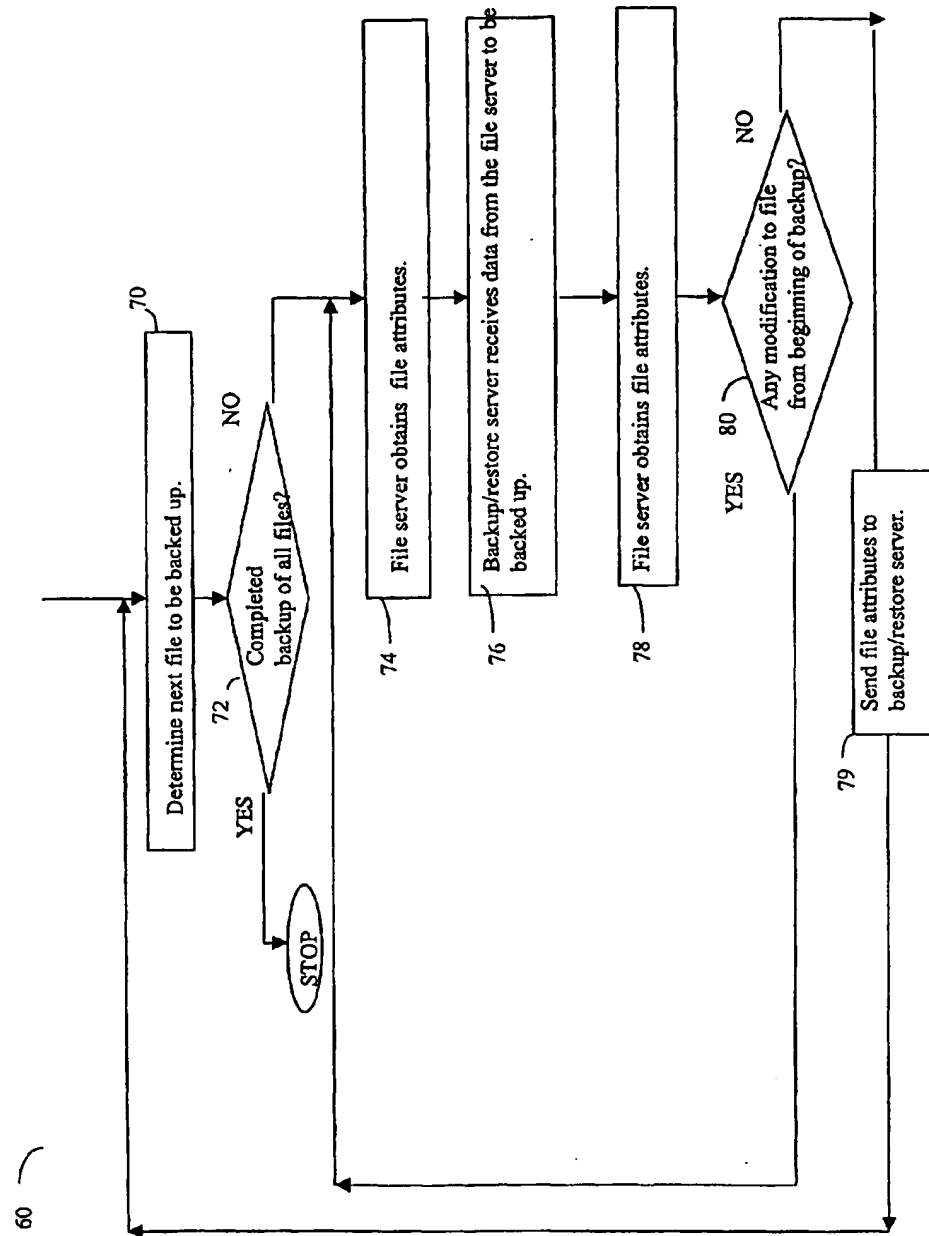 60
70
Determine next file to be backed up.
72
Completed
backup of all files?
YES
NO
STOP
74
File server obtains file attributes.
76
Backup/restore server receives data from the file server to be
backed up.
78
File server obtains file attributes.
80
Any modification to file
from beginning of backup?
YES
NO
79
Send file attributes to
backup/restore server.